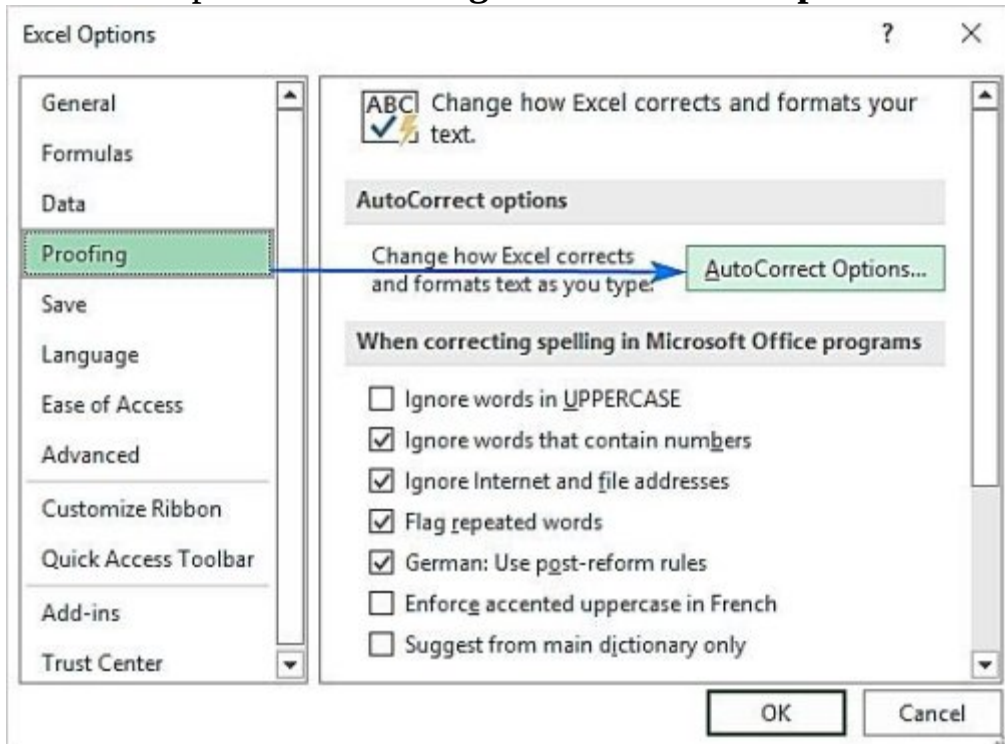 Excel Options
?
General
Formulas
Data
Proofing
Save
Language
Ease of Access
Advanced
Customize Ribbon
Quick Access Toolbar
Add-ins
Trust Center
ABC
Change how Excel corrects and formats your
text.
AutoCorrect options
Change how Excel corrects
and formats text as you type:
AutoCorrect Options...
When correcting spelling in Microsoft Office programs
Ignore words in UPPERCASE
Ignore words that contain numbers
Ignore Internet and file addresses
Flag repeated words
German: Use post-reform rules
Enforce accented uppercase in French
Suggest from main dictionary only
OK
Cancel